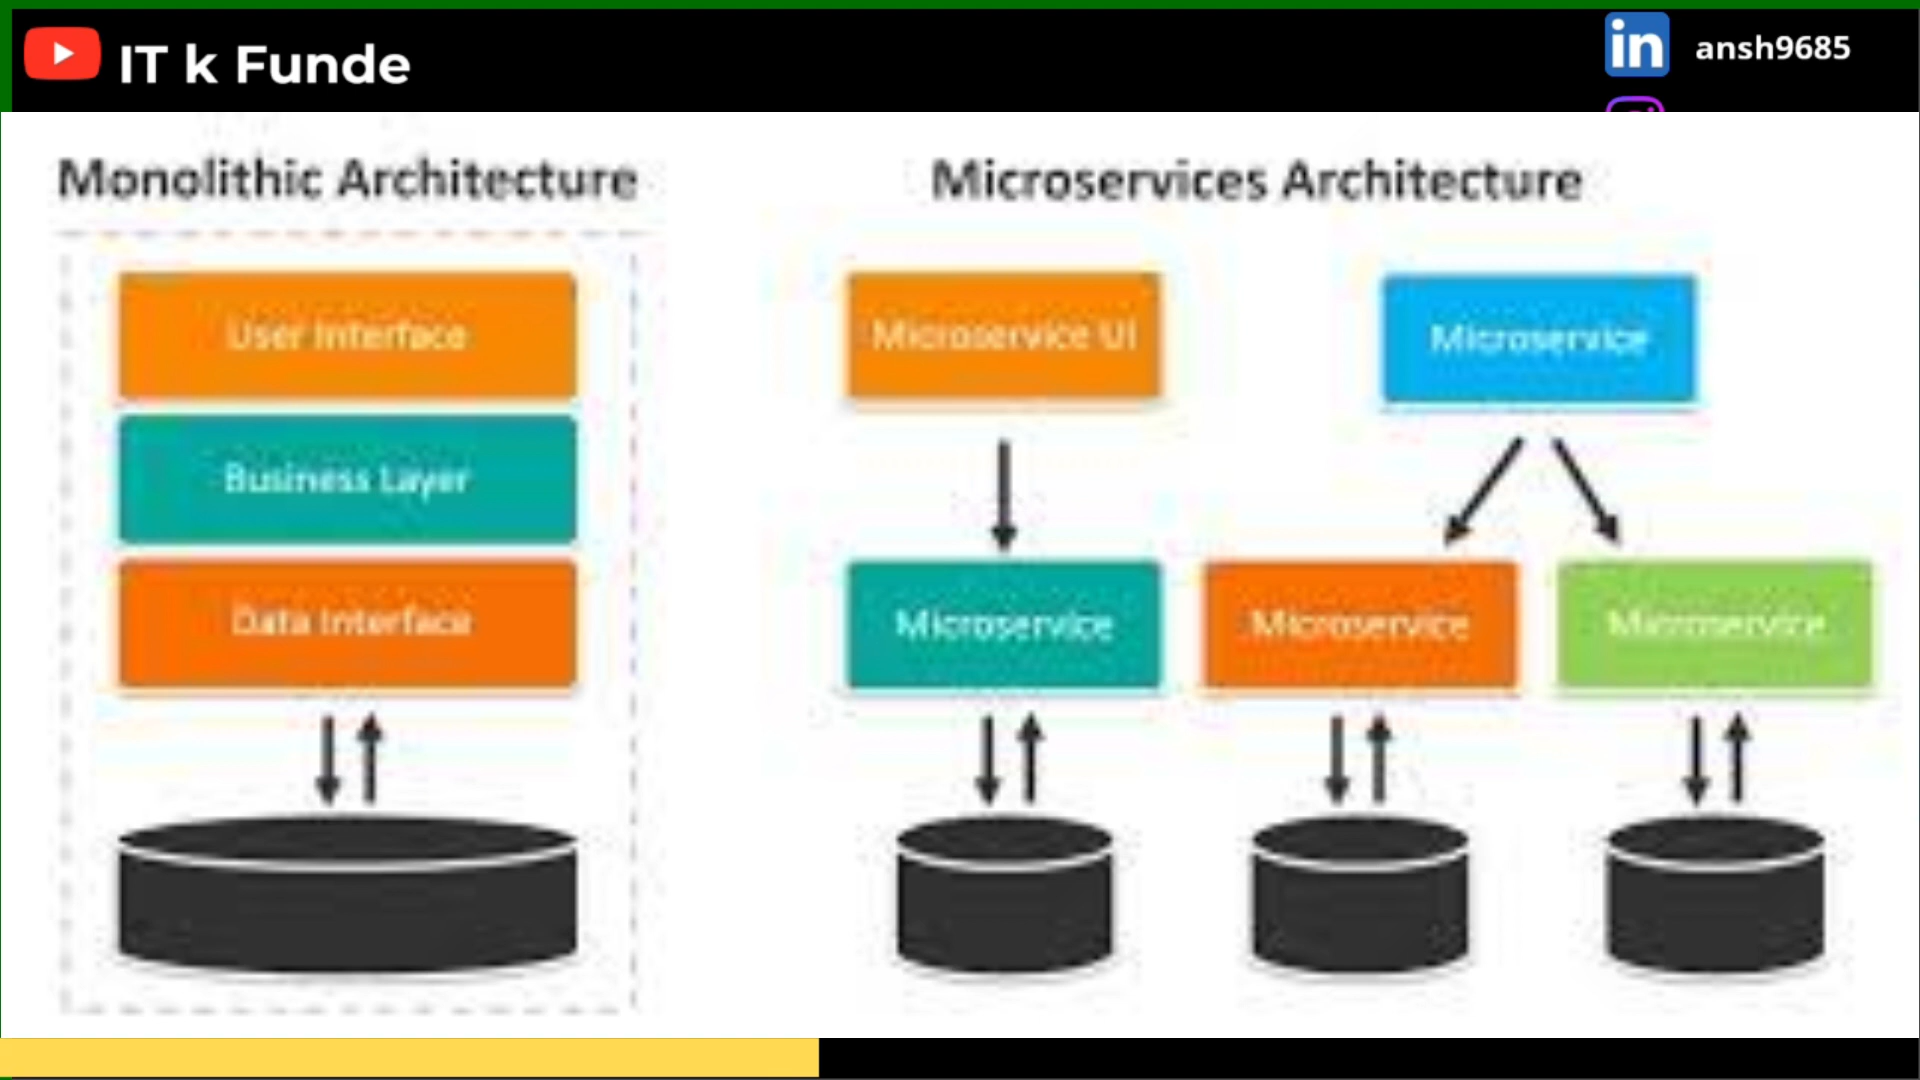 IT k Funde
ansh9685
Monolithic Architecture
Microservices Architecture
User Interface
Business Layer
Data Interface
Microservice UI
Microservice
Microservice
Microservice
Microservice